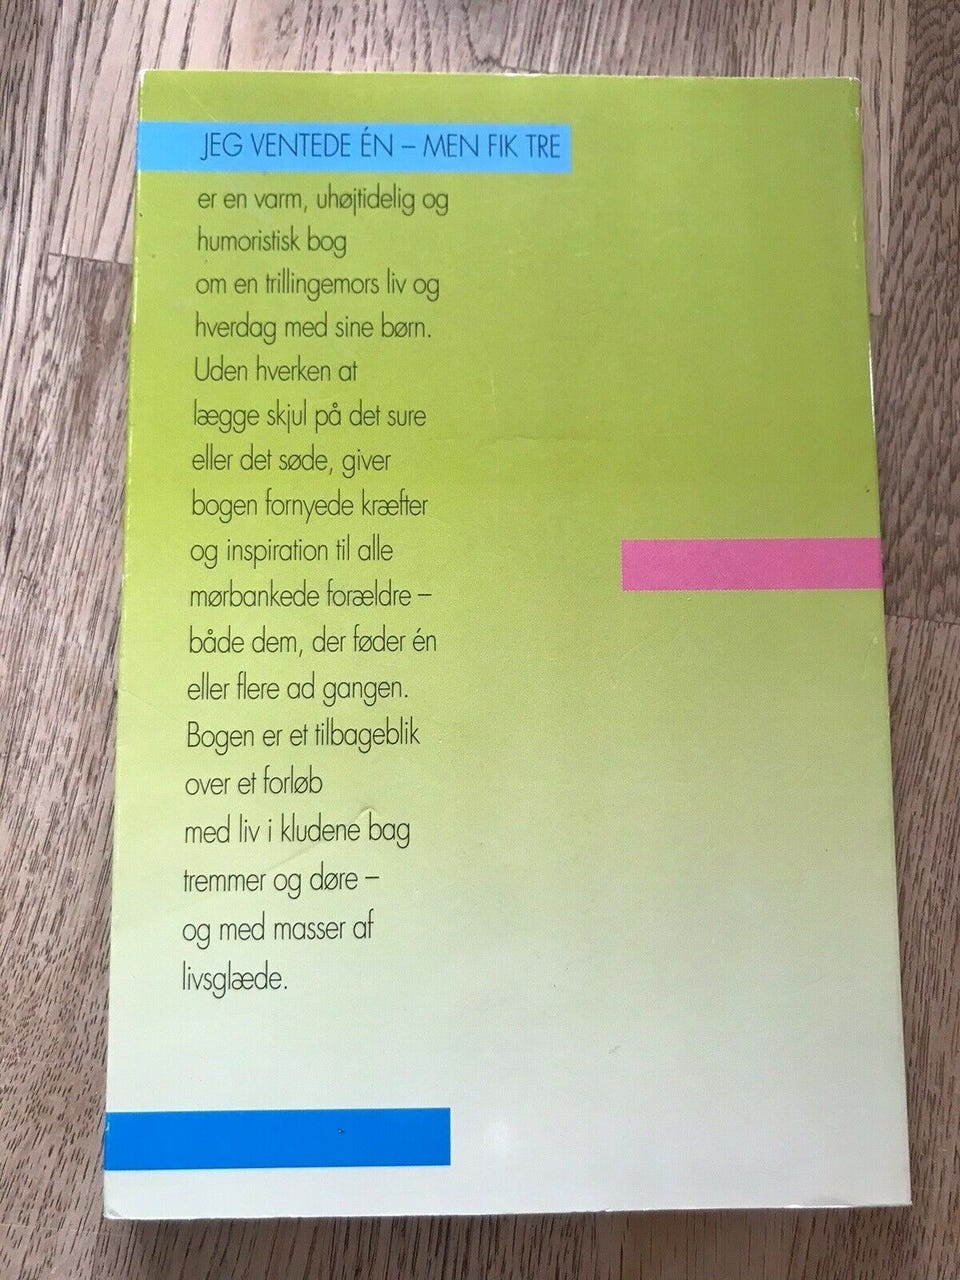 JEG VENTEDE ÉN – MEN FIK TRE
er en varm, uhøjtidelig og
humoristisk bog
om en trillingemors liv og
hverdag med sine børn.
Uden hverken at
lægge skjul på det sure
eller det søde, giver
bogen fornyede kræfter
og inspiration til alle
mørbankede forældre –
både dem, der føder én
eller flere ad gangen.
Bogen er et tilbageblik
over et forløb
med liv i kludene bag
tremmer og døre –
og med masser af
livsglæde.